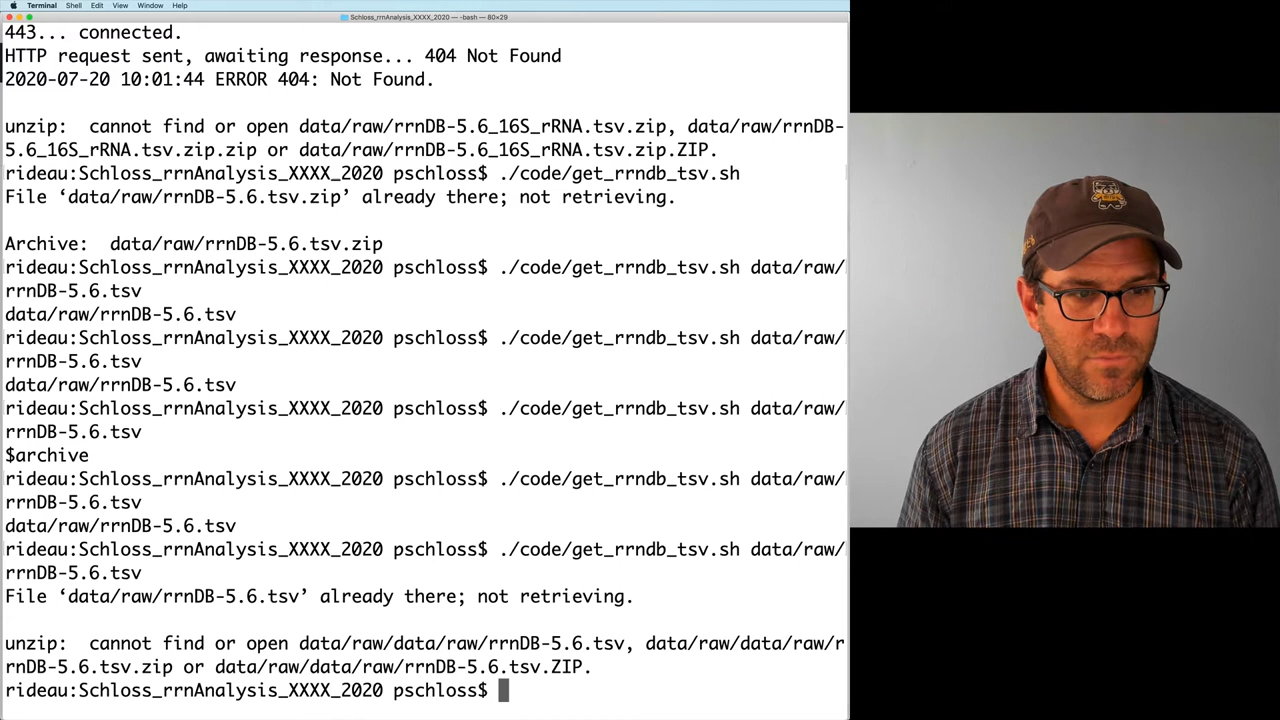 Terminal Shell Edit View Window Help
Schloss_rrnAnalysis_XXXX_2020 — -bash — 80×29
443... connected.
HTTP request sent, awaiting response... 404 Not Found
2020-07-20 10:01:44 ERROR 404: Not Found.
unzip:  cannot find or open data/raw/rrnDB-5.6_16S_rRNA.tsv.zip, data/raw/rrnDB-
5.6_16S_rRNA.tsv.zip.zip or data/raw/rrnDB-5.6_16S_rRNA.tsv.zip.ZIP.
rideau:Schloss_rrnAnalysis_XXXX_2020 pschloss$ ./code/get_rrndb_tsv.sh
File ‘data/raw/rrnDB-5.6.tsv.zip’ already there; not retrieving.
Archive:  data/raw/rrnDB-5.6.tsv.zip
rideau:Schloss_rrnAnalysis_XXXX_2020 pschloss$ ./code/get_rrndb_tsv.sh data/raw/
rrnDB-5.6.tsv
data/raw/rrnDB-5.6.tsv
rideau:Schloss_rrnAnalysis_XXXX_2020 pschloss$ ./code/get_rrndb_tsv.sh data/raw/
rrnDB-5.6.tsv
data/raw/rrnDB-5.6.tsv
rideau:Schloss_rrnAnalysis_XXXX_2020 pschloss$ ./code/get_rrndb_tsv.sh data/raw/
rrnDB-5.6.tsv
$archive
rideau:Schloss_rrnAnalysis_XXXX_2020 pschloss$ ./code/get_rrndb_tsv.sh data/raw/
rrnDB-5.6.tsv
data/raw/rrnDB-5.6.tsv
rideau:Schloss_rrnAnalysis_XXXX_2020 pschloss$ ./code/get_rrndb_tsv.sh data/raw/
rrnDB-5.6.tsv
File ‘data/raw/rrnDB-5.6.tsv’ already there; not retrieving.
unzip:  cannot find or open data/raw/data/raw/rrnDB-5.6.tsv, data/raw/data/raw/r
rnDB-5.6.tsv.zip or data/raw/data/raw/rrnDB-5.6.tsv.ZIP.
rideau:Schloss_rrnAnalysis_XXXX_2020 pschloss$